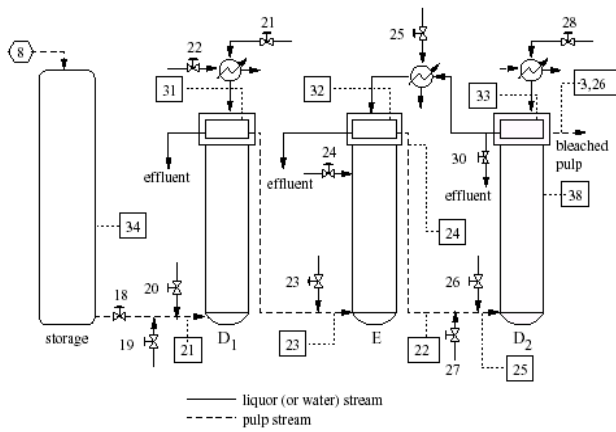 21
28
25
8
22
31
32
33
3,26
bleached
pulp
effluent
effluent
24
30
effluent
34
24
38
20
23
26
18
19
21
23
22
27
25
storage
D1
E
D2
liquor (or water) stream
pulp stream